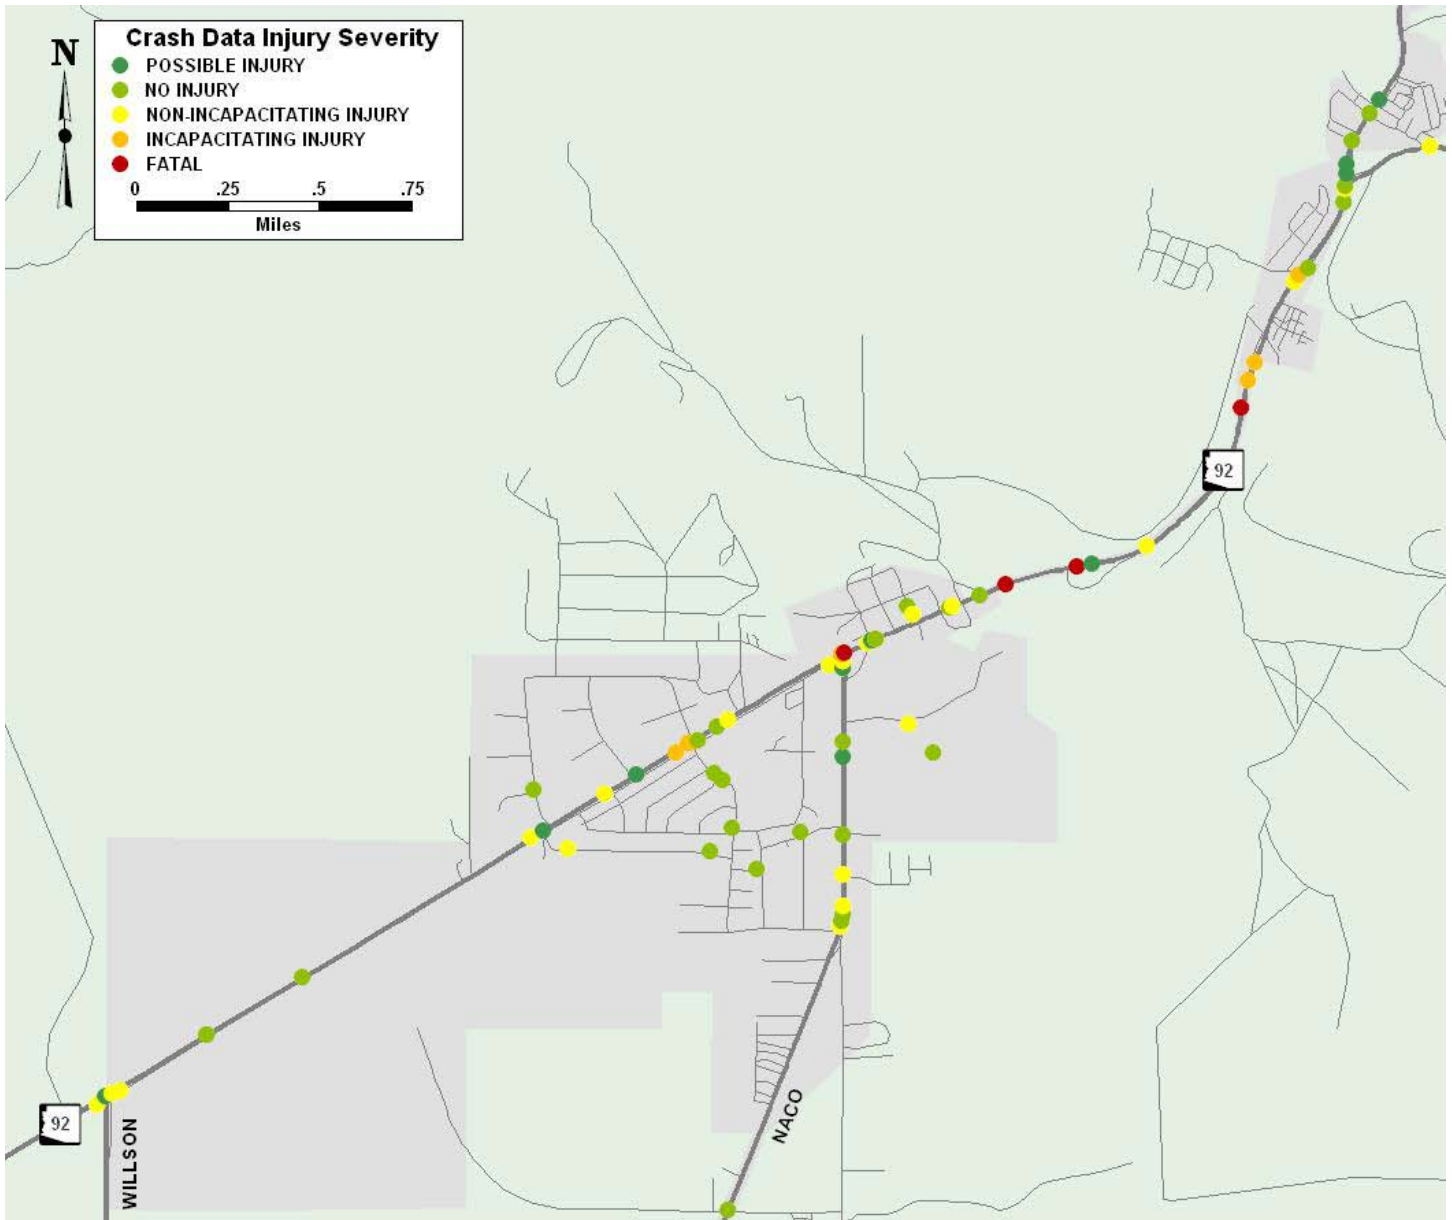 N
Crash Data Injury Severity
POSSIBLE INJURY
NO INJURY
NON-INCAPACITATING INJURY
INCAPACITATING INJURY
FATAL
0 .25 .5 .75
Miles
92
92
WILLSON
NACO